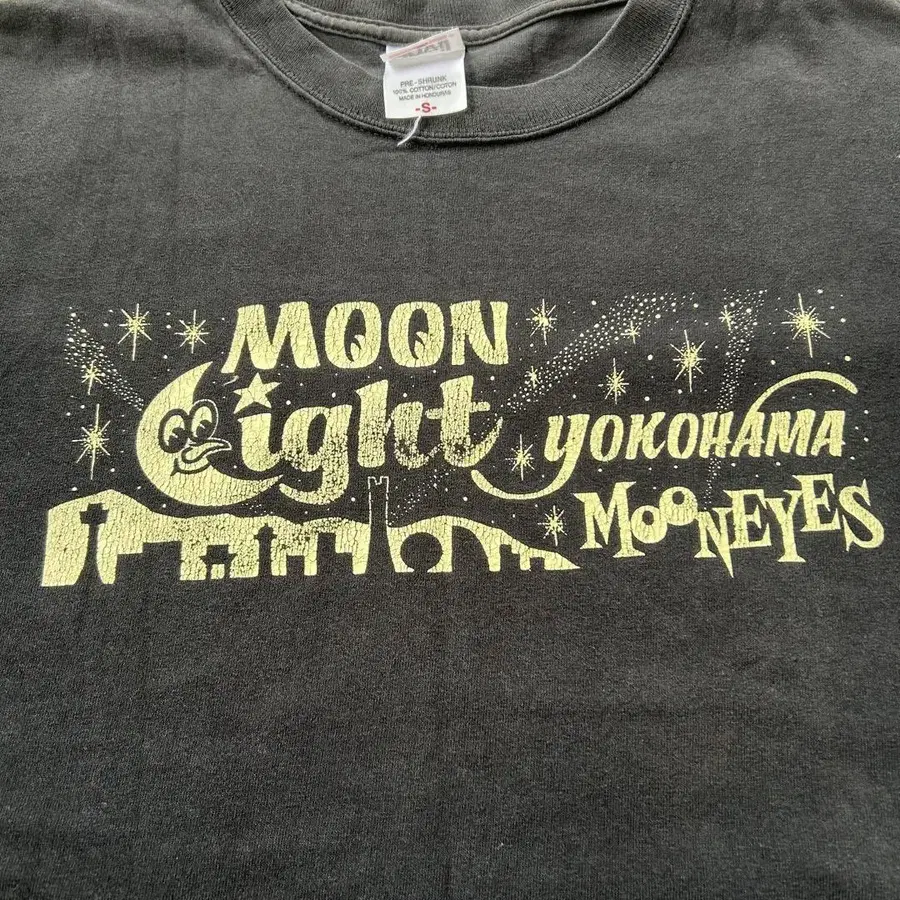 PRE-SHRUNK
100% COTTON/COTON
MADE IN HONDURAS
-S-
MOON
Light
YOKOHAMA
MOONEYES